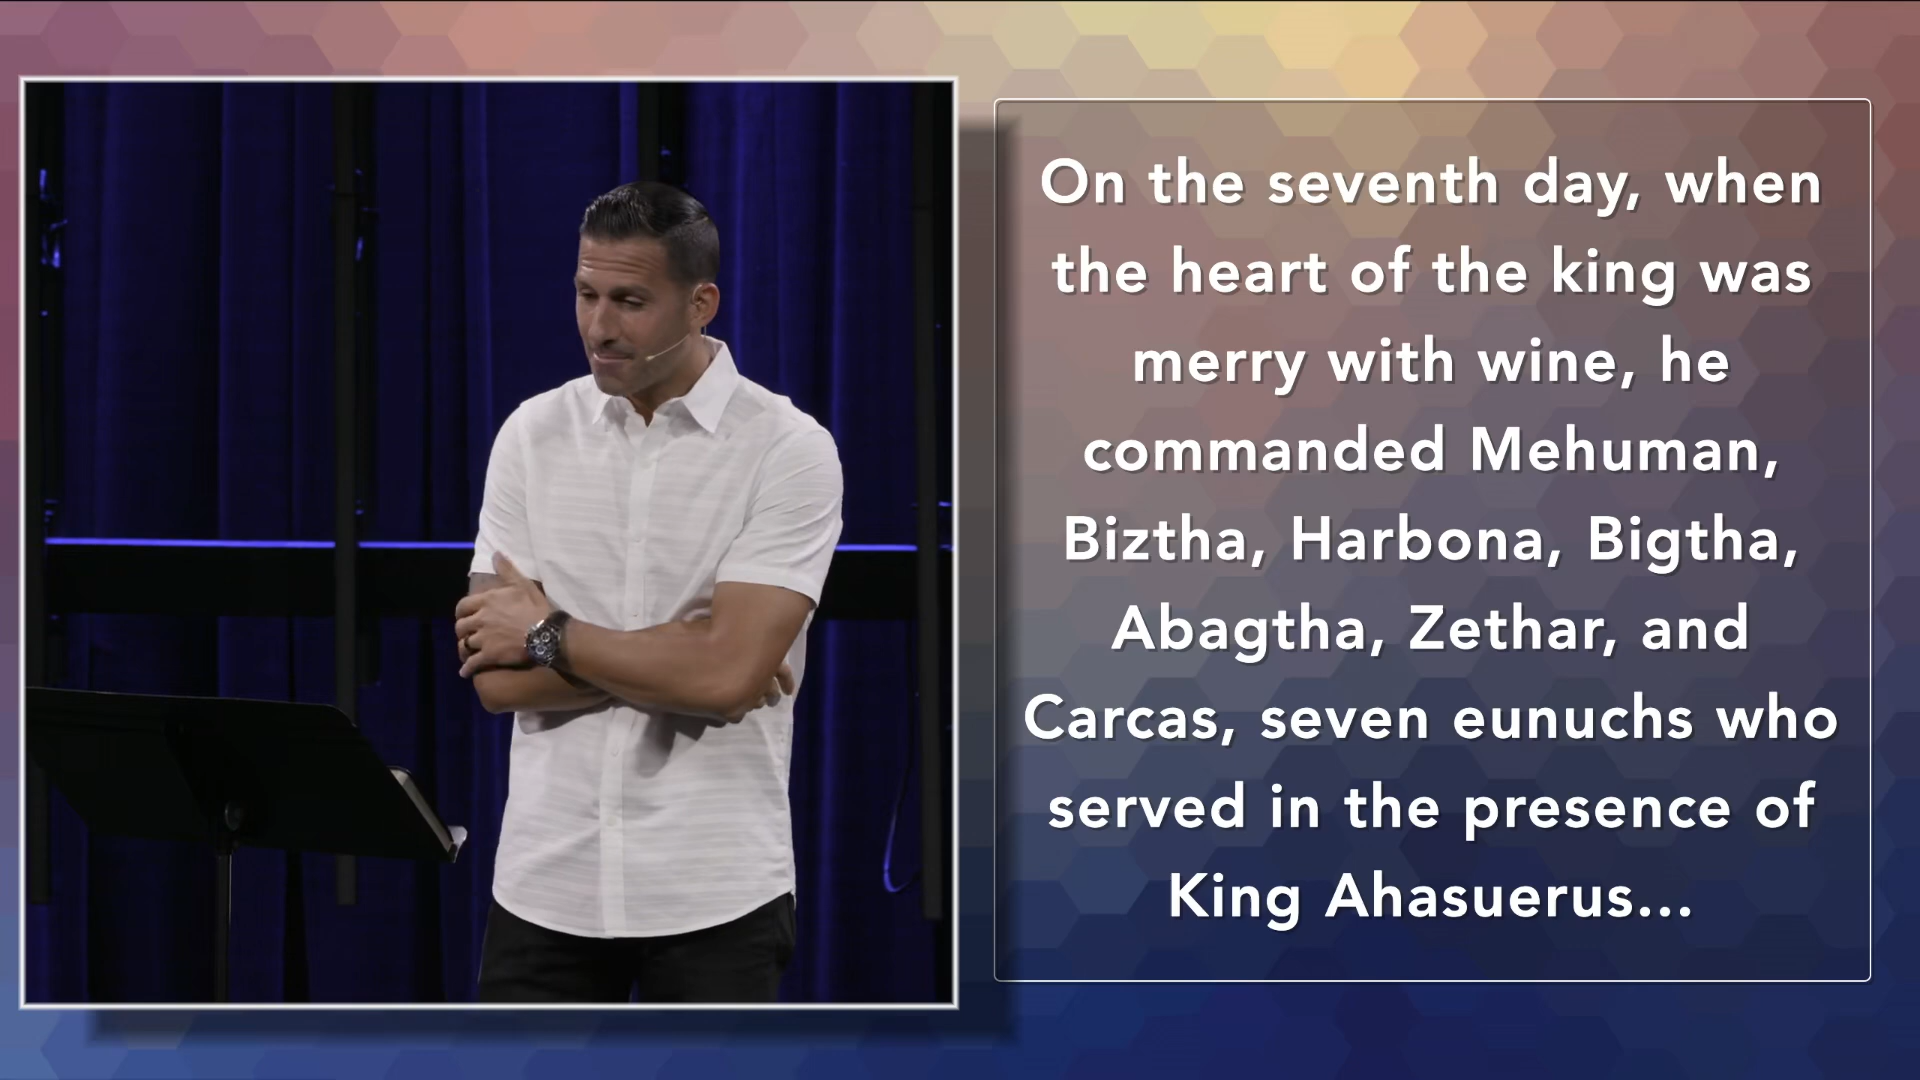 On the seventh day, when
the heart of the king was
merry with wine, he
commanded Mehuman,
Biztha, Harbona, Bigtha,
Abagtha, Zethar, and
Carcas, seven eunuchs who
served in the presence of
King Ahasuerus...